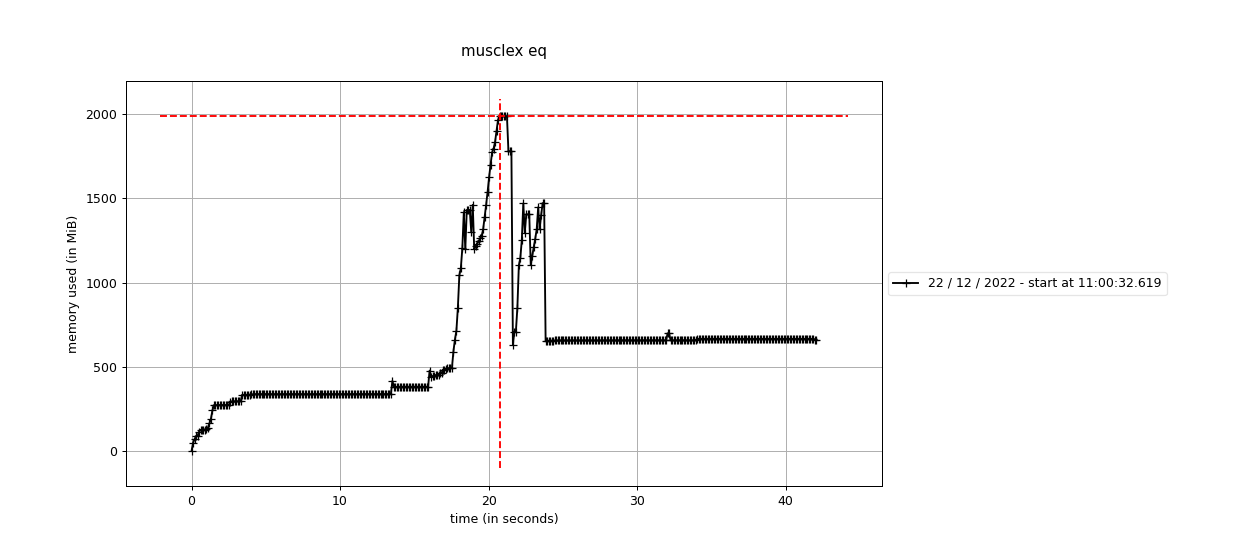 musclex eq
2000
1500
1000
500
0
memory used (in MiB)
0 10 20 30 40
time (in seconds)
22 / 12 / 2022 - start at 11:00:32.619